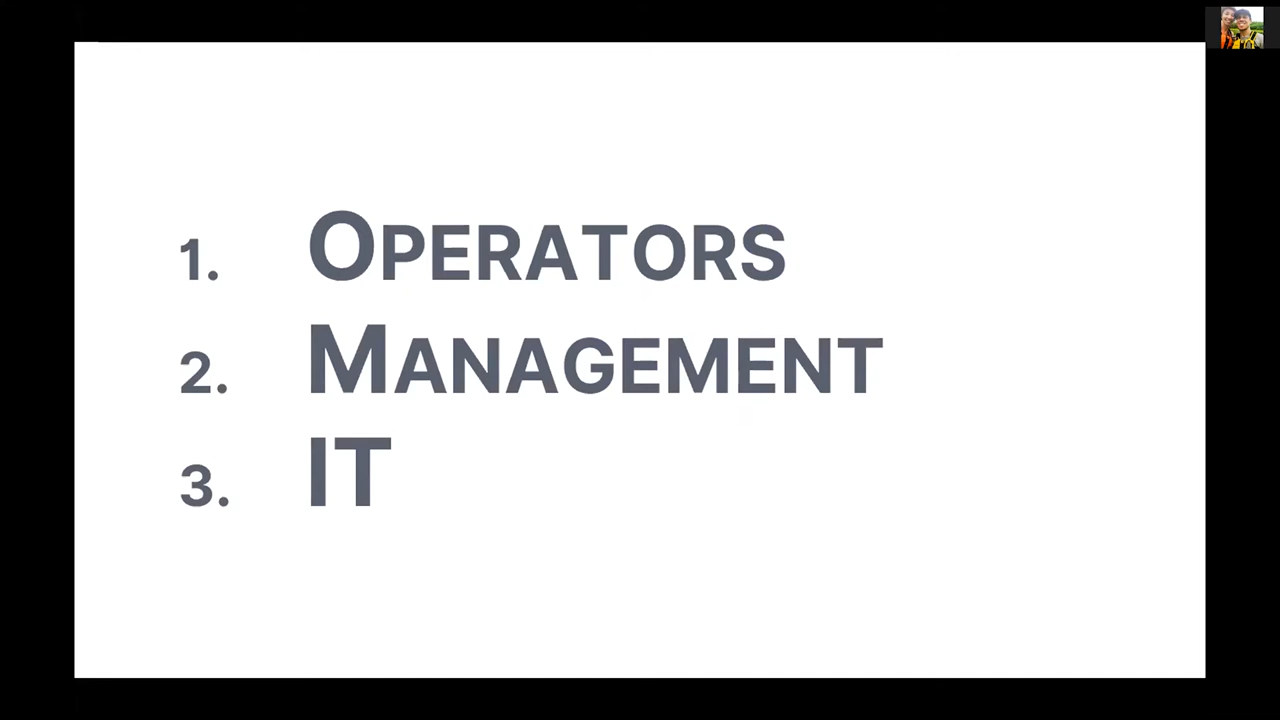 1. OPERATORS
2. MANAGEMENT
3. IT